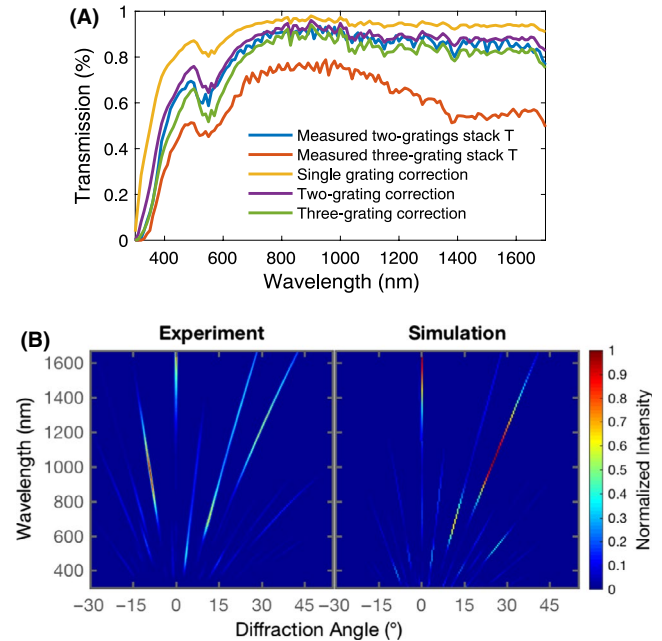 (A)
Transmission (%)
1
0.8
0.6
0.4
0.2
0
Measured two-gratings stack T
Measured three-grating stack T
Single grating correction
Two-grating correction
Three-grating correction
400 600 800 1000 1200 1400 1600
Wavelength (nm)
(B)
Experiment
Simulation
Wavelength (nm)
1600
1400
1200
1000
800
600
400
-30 -15 0 15 30 45
-30 -15 0 15 30 45
Diffraction Angle (°)
1
0.9
0.8
0.7
0.6
0.5
0.4
0.3
0.2
0.1
0
Normalized Intensity